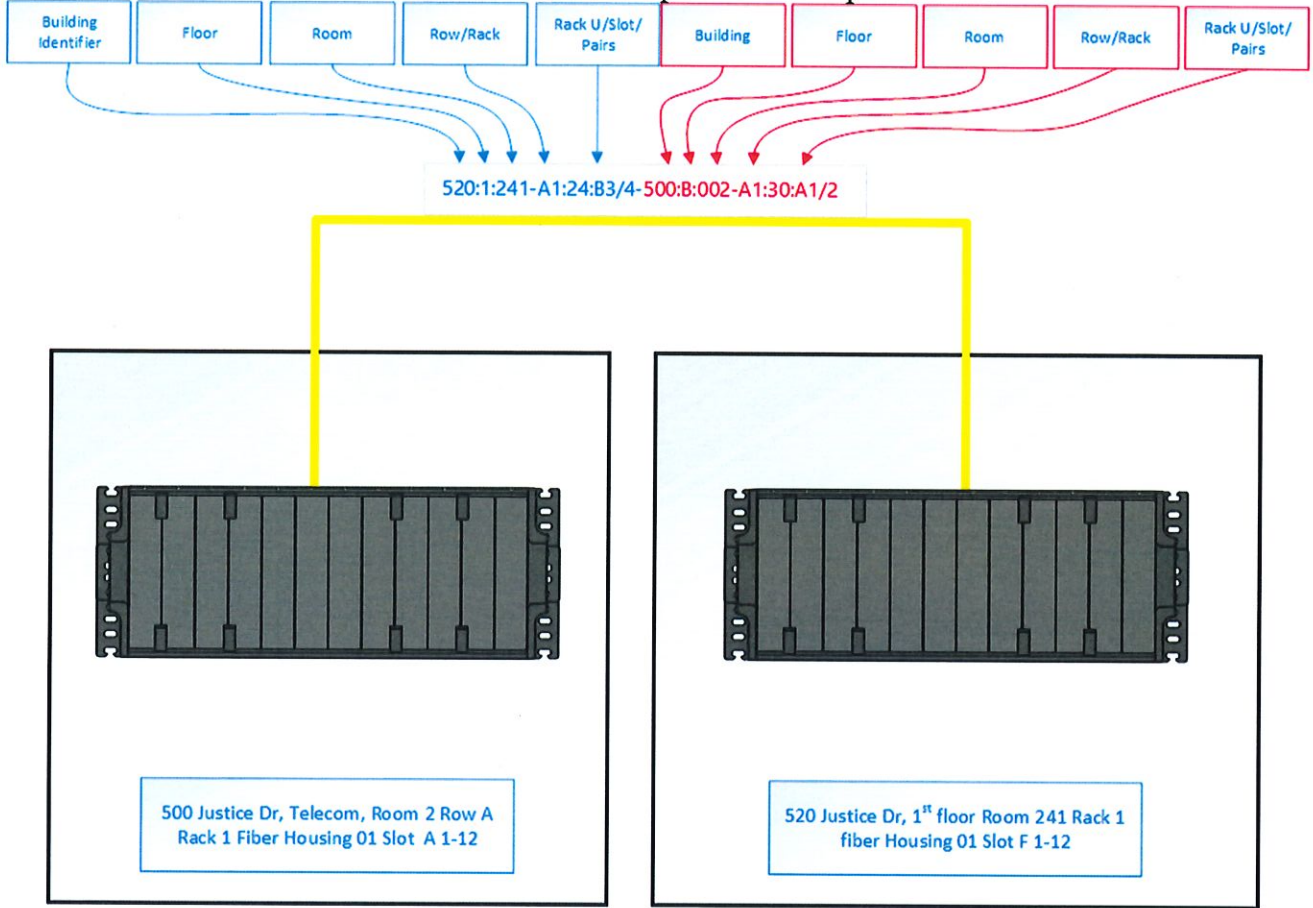 Building
Identifier
Floor
Room
Row/Rack
Rack U/Slot/
Pairs
Building
Floor
Room
Row/Rack
Rack U/Slot/
Pairs
520:1:241-A1:24:B3/4-500:B:002-A1:30:A1/2
500 Justice Dr, Telecom, Room 2 Row A
Rack 1 Fiber Housing 01 Slot A 1-12
520 Justice Dr, 1st floor Room 241 Rack 1
fiber Housing 01 Slot F 1-12